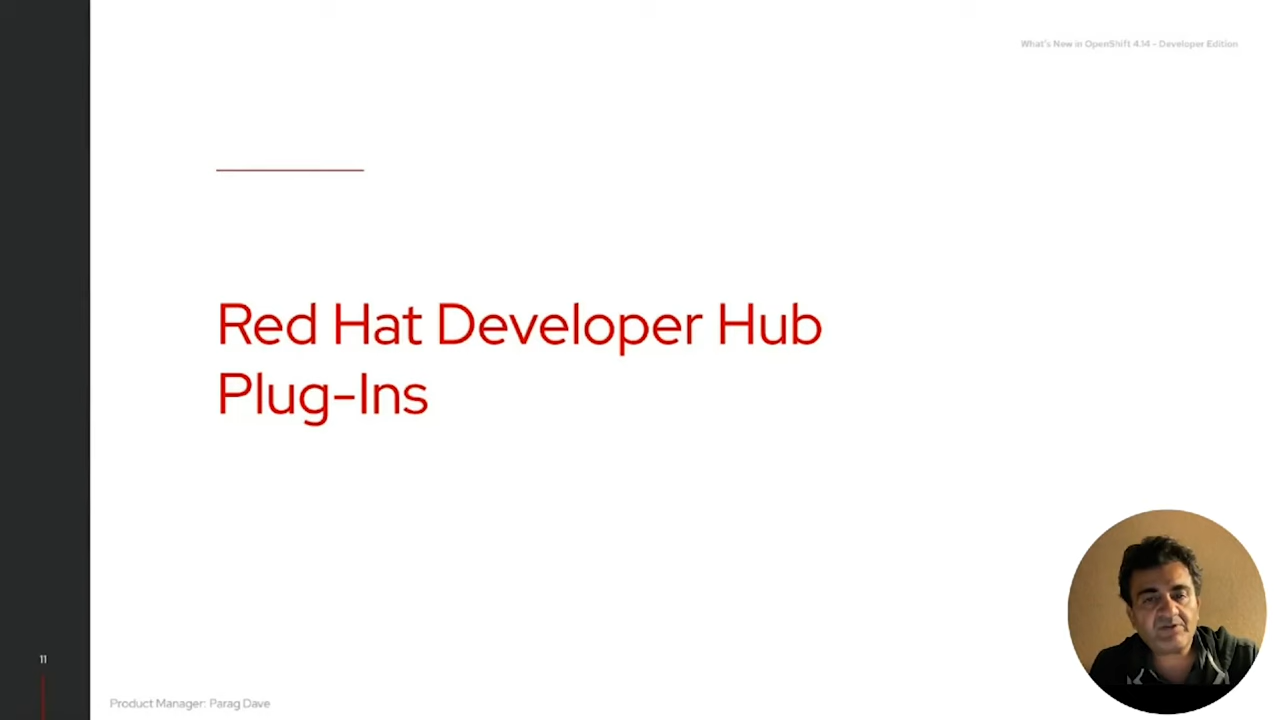 What's New in OpenShift 4.14 - Developer Edition
Red Hat Developer Hub
Plug-Ins
11
Product Manager: Parag Dave